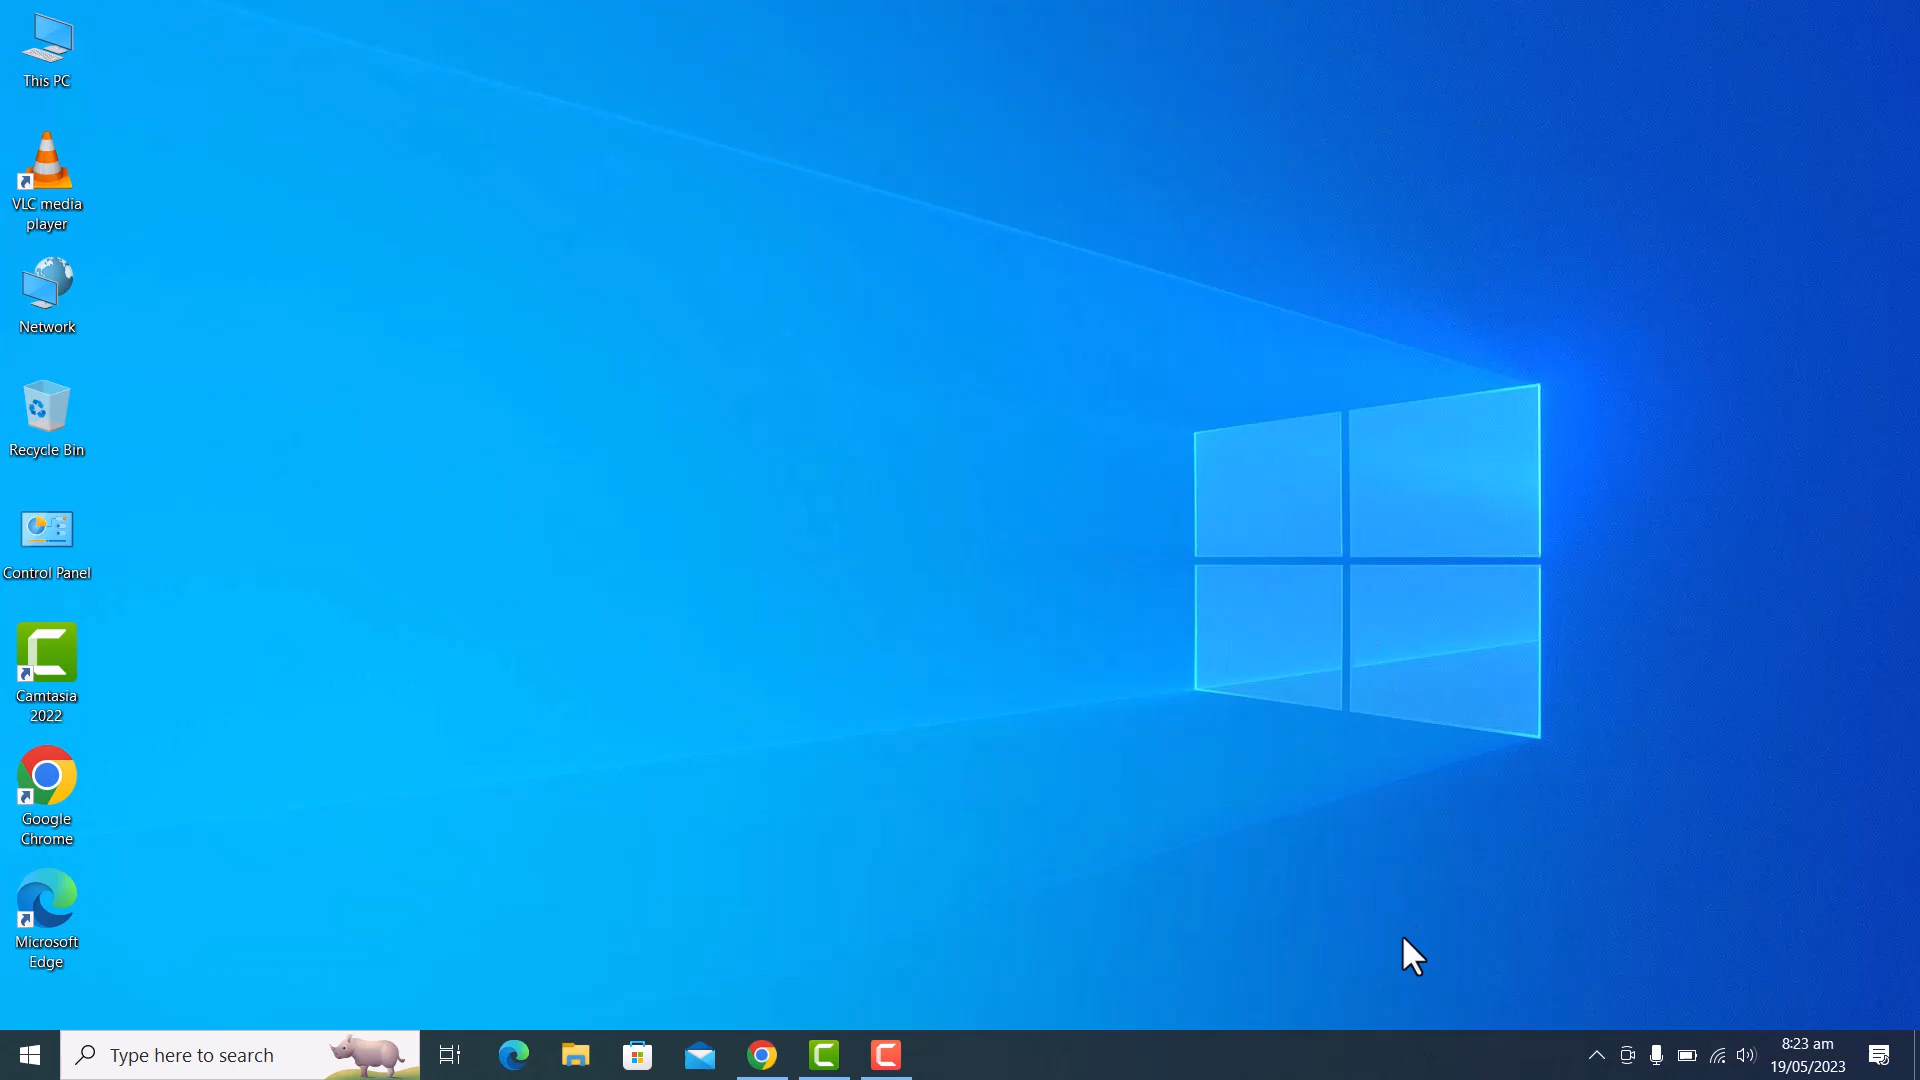 This PC
VLC media
player
Network
Recycle Bin
Control Panel
Camtasia
2022
Google
Chrome
Microsoft
Edge
Type here to search
8:23 am
19/05/2023